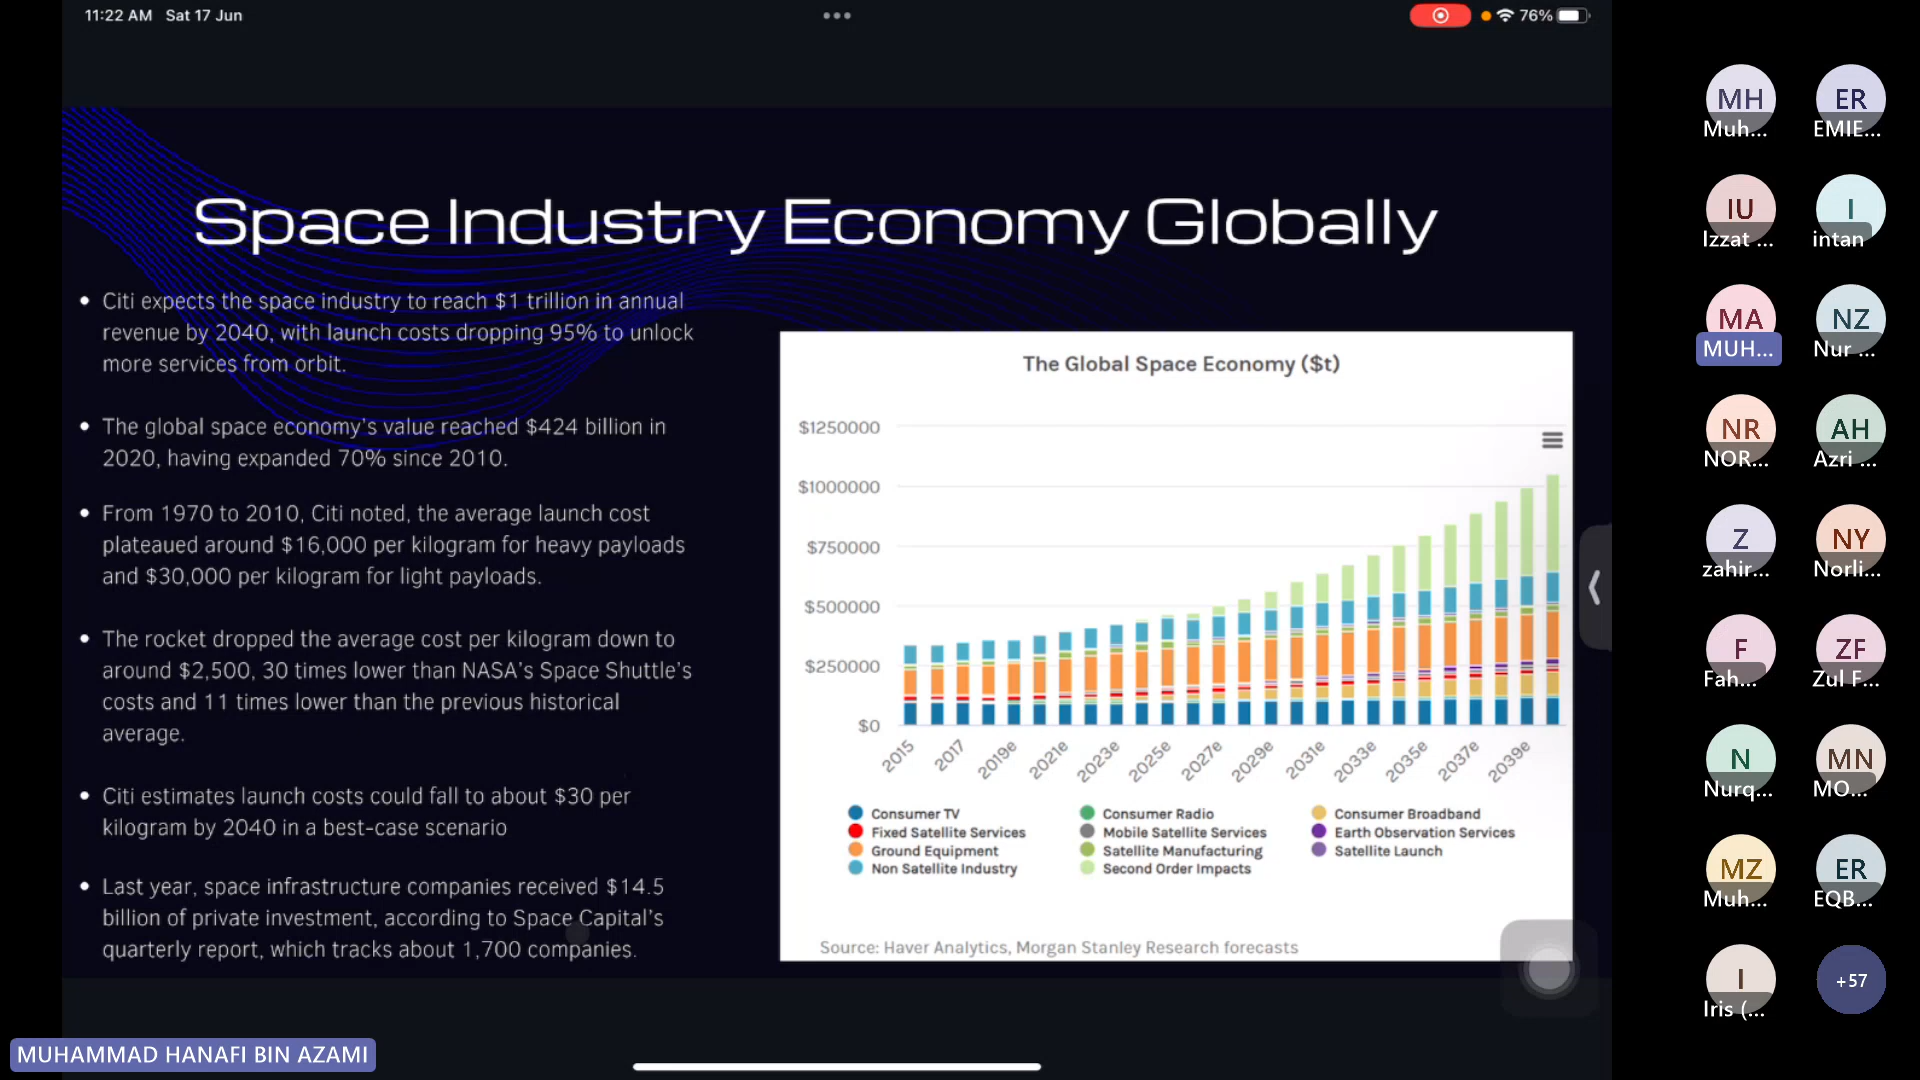 11:22 AM Sat 17 Jun
76%
Space Industry Economy Globally
• Citi expects the space industry to reach $1 trillion in annual
revenue by 2040, with launch costs dropping 95% to unlock
more services from orbit.
• The global space economy's value reached $424 billion in
2020, having expanded 70% since 2010.
• From 1970 to 2010, Citi noted, the average launch cost
plateaued around $16,000 per kilogram for heavy payloads
and $30,000 per kilogram for light payloads.
• The rocket dropped the average cost per kilogram down to
around $2,500, 30 times lower than NASA's Space Shuttle's
costs and 11 times lower than the previous historical
average.
• Citi estimates launch costs could fall to about $30 per
kilogram by 2040 in a best-case scenario
• Last year, space infrastructure companies received $14.5
billion of private investment, according to Space Capital's
quarterly report, which tracks about 1,700 companies.
The Global Space Economy ($t)
$1250000
$1000000
$750000
$500000
$250000
$0
2015 2017 2019e 2021e 2023e 2025e 2027e 2029e 2031e 2033e 2035e 2037e 2039e
Consumer TV Consumer Radio Consumer Broadband
Fixed Satellite Services Mobile Satellite Services Earth Observation Services
Ground Equipment Satellite Manufacturing Satellite Launch
Non Satellite Industry Second Order Impacts
Source: Haver Analytics, Morgan Stanley Research forecasts
MH ER
Muh... EMIE...
IU I
Izzat ... intan
MA NZ
MUH... Nur ...
NR AH
NOR... Azri ...
Z NY
zahir... Norli...
F ZF
Fah... Zul F...
N MN
Nurq... MO...
MZ ER
Muh... EQB...
I +57
Iris (...
MUHAMMAD HANAFI BIN AZAMI